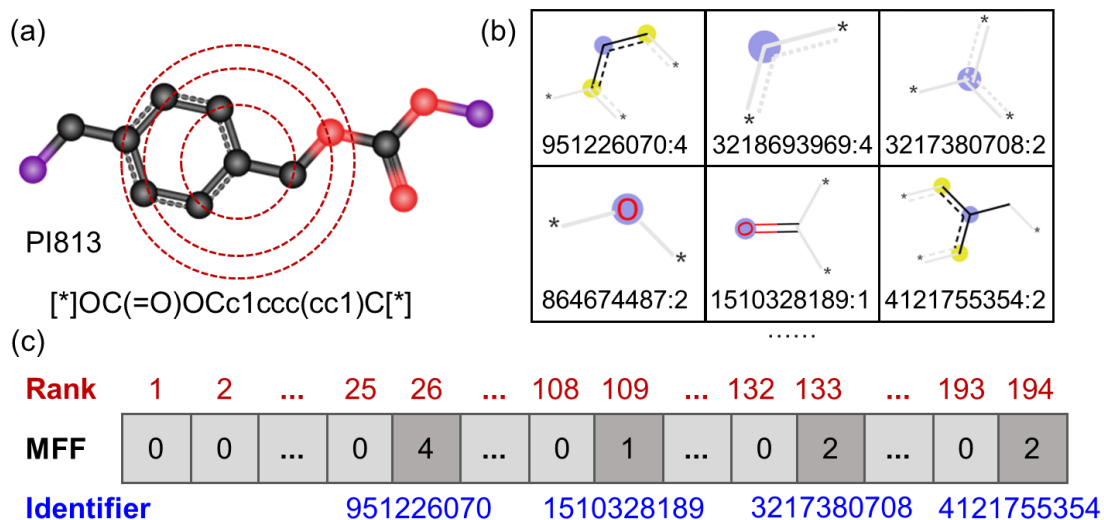 (a)
PI813
[*]OC(=O)OCc1ccc(cc1)C[*]
(b)
* * *
951226070:4
* *
3218693969:4
* * *
3217380708:2
O
* *
864674487:2
O
* *
1510328189:1
* * *
4121755354:2
......
(c)
Rank 1 2 ... 25 26 ... 108 109 ... 132 133 ... 193 194
MFF 0 0 ... 0 4 ... 0 1 ... 0 2 ... 0 2
Identifier 951226070 1510328189 3217380708 4121755354